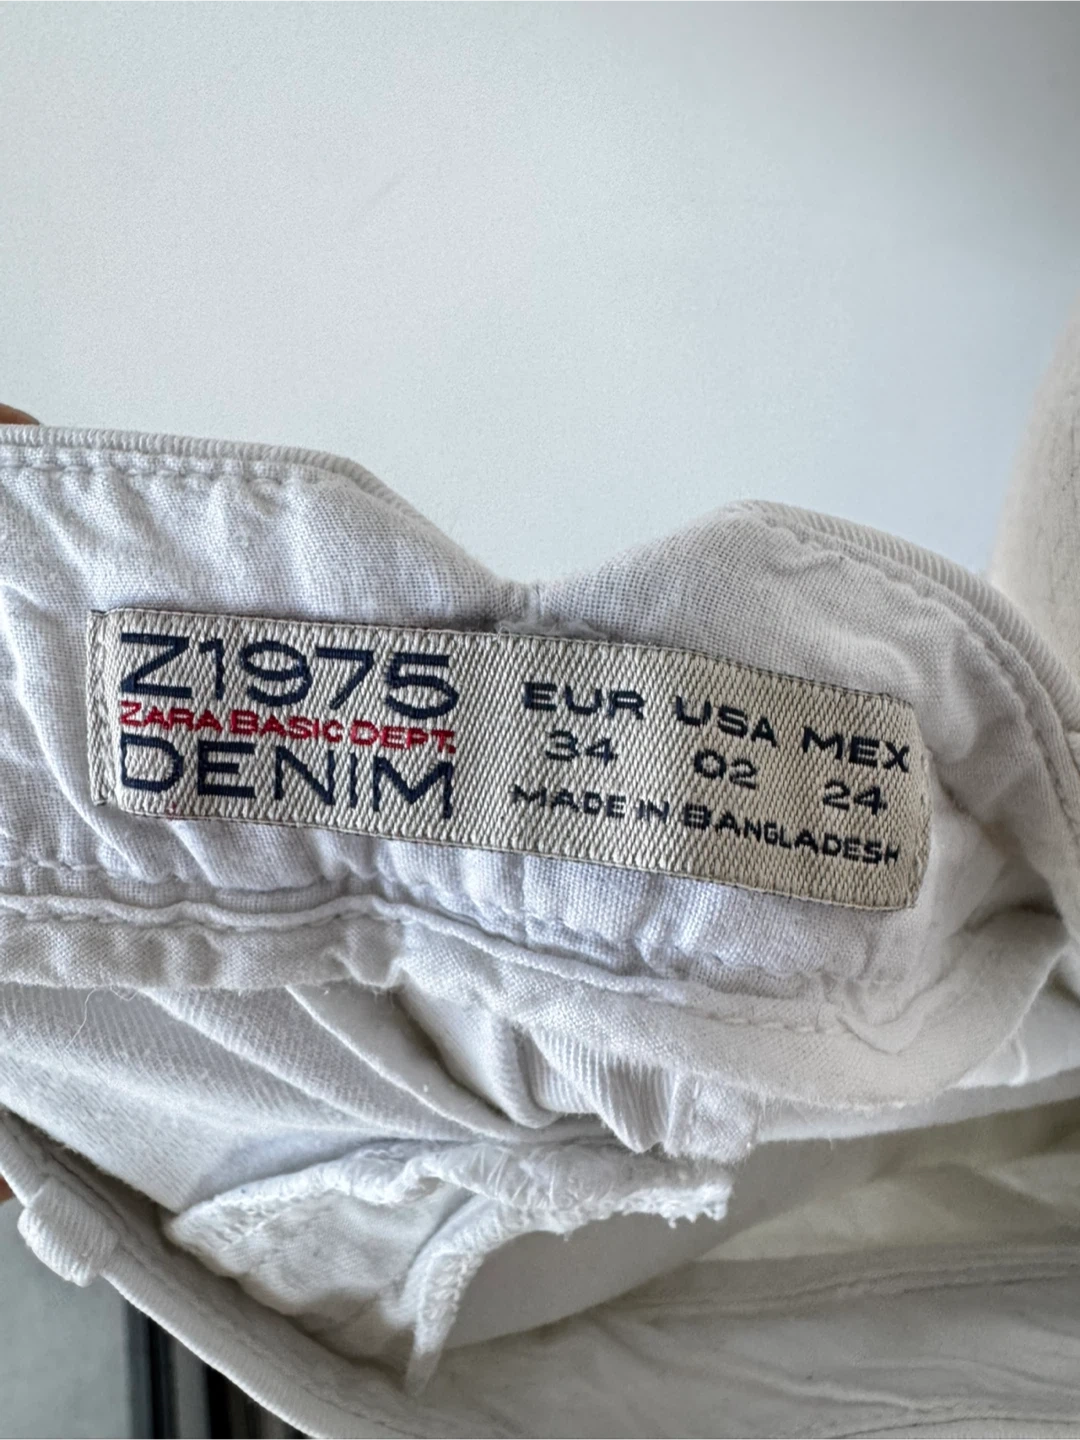 Z1975
ZARA BASIC DEPT.
DENIM
EUR USA MEX
34 02 24
MADE IN BANGLADESH